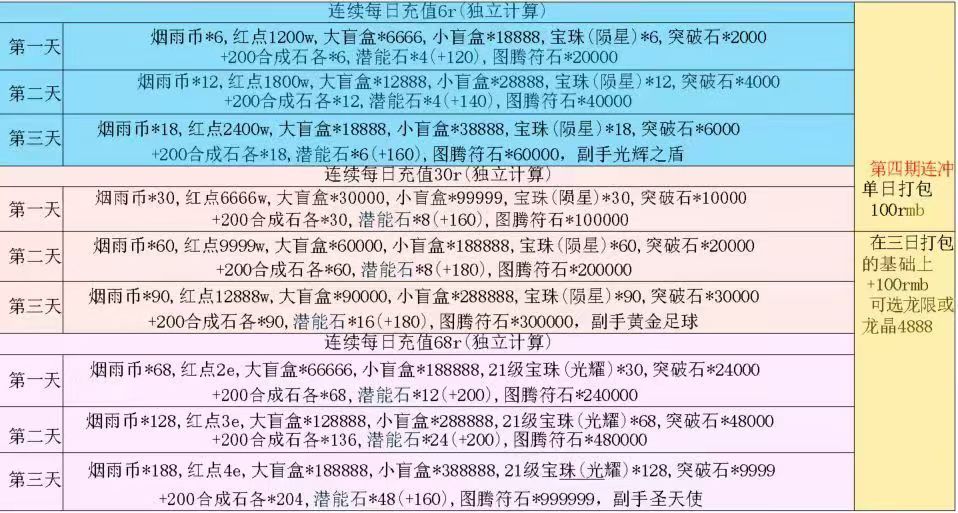 连续每日充值6r(独立计算)
第一天
烟雨币*6,红点1200w,大盲盒*6666,小盲盒*18888,宝珠(陨星)*6,突破石*2000
+200合成石各*6,潜能石*4(+120),图腾符石*20000
第二天
烟雨币*12,红点1800w,大盲盒*12888,小盲盒*28888,宝珠(陨星)*12,突破石*4000
+200合成石各*12,潜能石*4(+140),图腾符石*40000
第三天
烟雨币*18,红点2400w,大盲盒*18888,小盲盒*38888,宝珠(陨星)*18,突破石*6000
+200合成石各*18,潜能石*6(+160),图腾符石*60000，副手光辉之盾
连续每日充值30r(独立计算)
第一天
烟雨币*30,红点6666w,大盲盒*30000,小盲盒*99999,宝珠(陨星)*30,突破石*10000
+200合成石各*30,潜能石*8(+160),图腾符石*100000
第二天
烟雨币*60,红点9999w,大盲盒*60000,小盲盒*188888,宝珠(陨星)*60,突破石*20000
+200合成石各*60,潜能石*8(+180),图腾符石*200000
第三天
烟雨币*90,红点12888w,大盲盒*90000,小盲盒*288888,宝珠(陨星)*90,突破石*30000
+200合成石各*90,潜能石*16(+180),图腾符石*300000，副手黄金足球
连续每日充值68r(独立计算)
第一天
烟雨币*68,红点2e,大盲盒*66666,小盲盒*188888,21级宝珠(光耀)*30,突破石*24000
+200合成石各*68,潜能石*12(+200),图腾符石*240000
第二天
烟雨币*128,红点3e,大盲盒*128888,小盲盒*288888,21级宝珠(光耀)*68,突破石*48000
+200合成石各*136,潜能石*24(+200),图腾符石*480000
第三天
烟雨币*188,红点4e,大盲盒*188888,小盲盒*388888,21级宝珠(光耀)*128,突破石*9999
+200合成石各*204,潜能石*48(+160),图腾符石*999999，副手圣天使
第四期连冲
单日打包
100rmb
在三日打包
的基础上
+100rmb
可选龙限或
龙晶4888